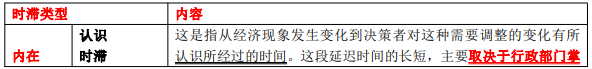 时滞类型 内容
认识 这是指从经济现象发生变化到决策者对这种需要调整的变化有所
内在 时滞 认识所经过的时间。这段延迟时间的长短，主要取决于行政部门掌